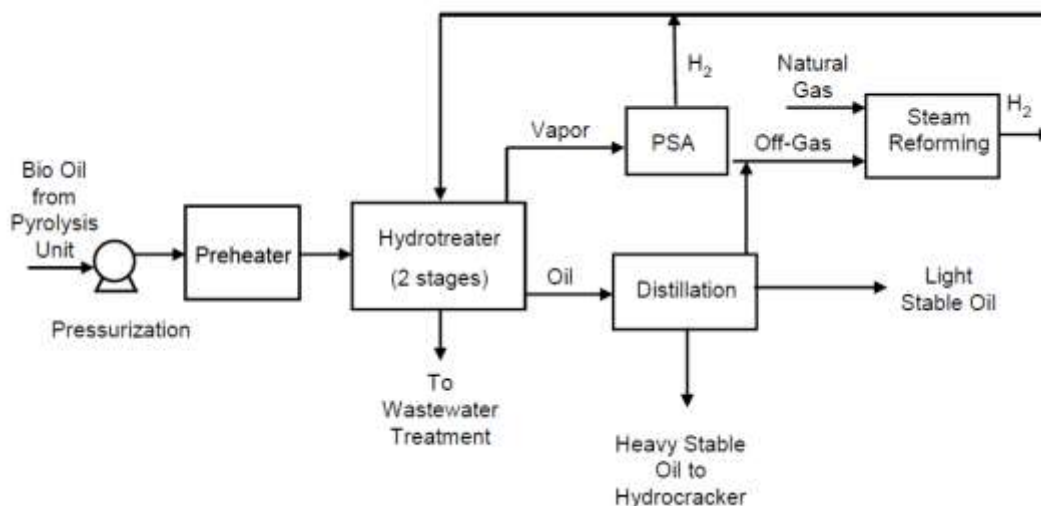 Bio Oil
from
Pyrolysis
Unit
Pressurization
Preheater
Hydrotreater
(2 stages)
To
Wastewater
Treatment
Vapor
Oil
H₂
PSA
Distillation
Heavy Stable
Oil to
Hydrocracker
Natural
Gas
Off-Gas
Steam
Reforming
H₂
Light
Stable Oil